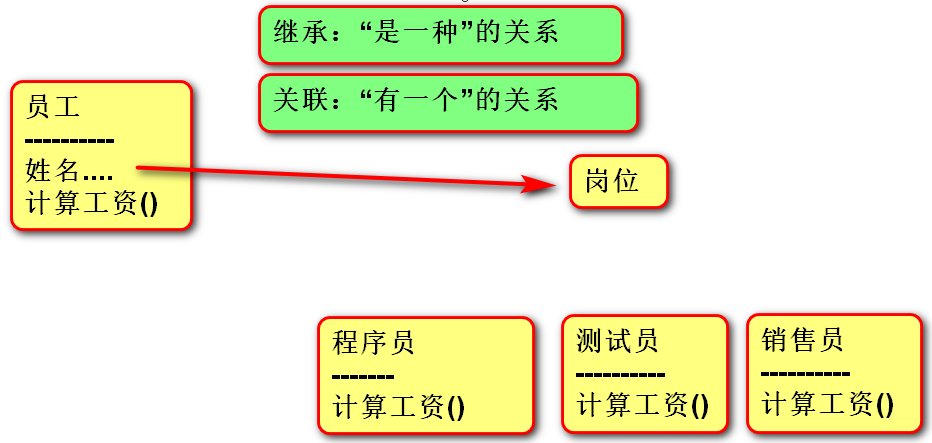 继承：“是一种”的关系
关联：“有一个”的关系
员工
----------
姓名....
计算工资()
岗位
程序员
-------
计算工资()
测试员
----------
计算工资()
销售员
----------
计算工资()